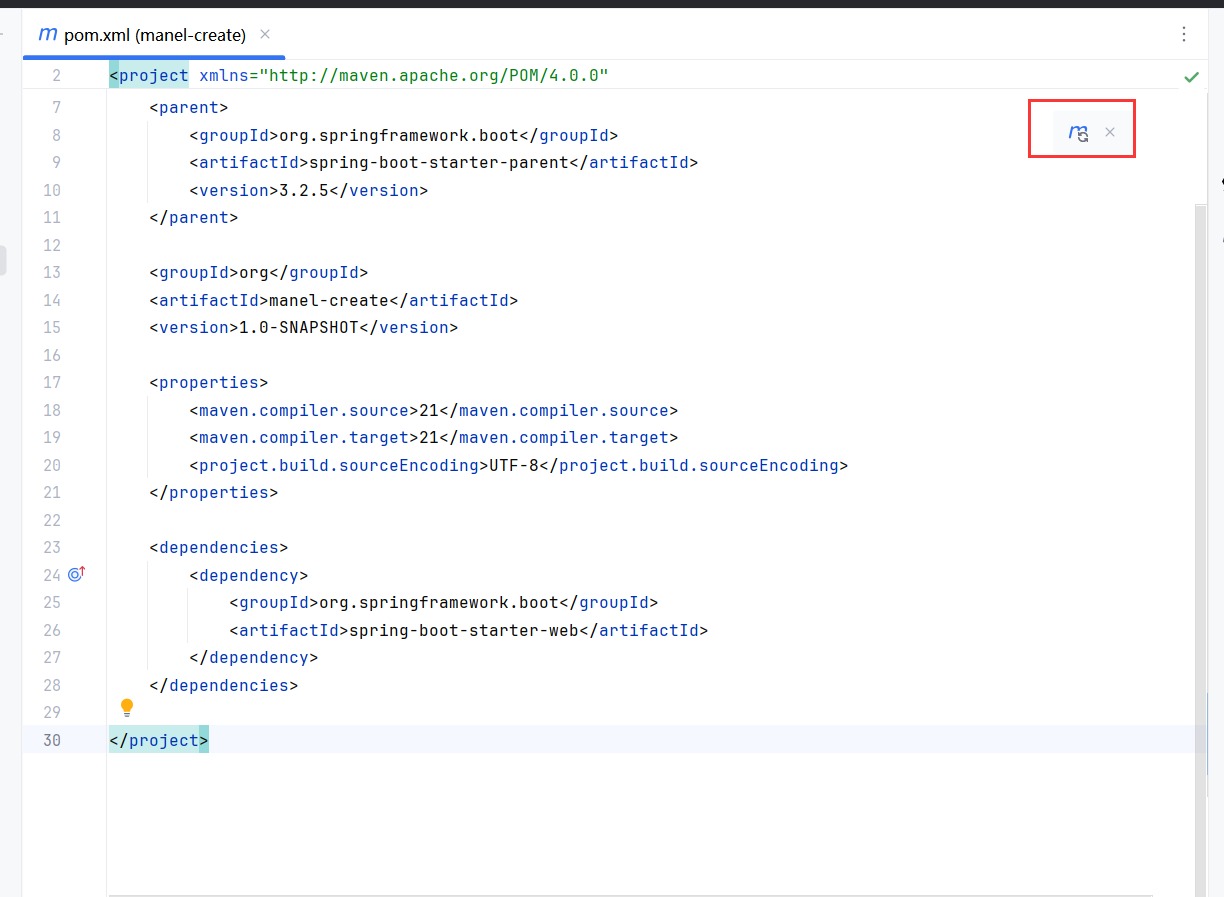 m pom.xml (manel-create)
2 <project xmlns="http://maven.apache.org/POM/4.0.0"
7 <parent>
8 <groupId>org.springframework.boot</groupId>
9 <artifactId>spring-boot-starter-parent</artifactId>
10 <version>3.2.5</version>
11 </parent>
12
13 <groupId>org</groupId>
14 <artifactId>manel-create</artifactId>
15 <version>1.0-SNAPSHOT</version>
16
17 <properties>
18 <maven.compiler.source>21</maven.compiler.source>
19 <maven.compiler.target>21</maven.compiler.target>
20 <project.build.sourceEncoding>UTF-8</project.build.sourceEncoding>
21 </properties>
22
23 <dependencies>
24 <dependency>
25 <groupId>org.springframework.boot</groupId>
26 <artifactId>spring-boot-starter-web</artifactId>
27 </dependency>
28 </dependencies>
29
30 </project>